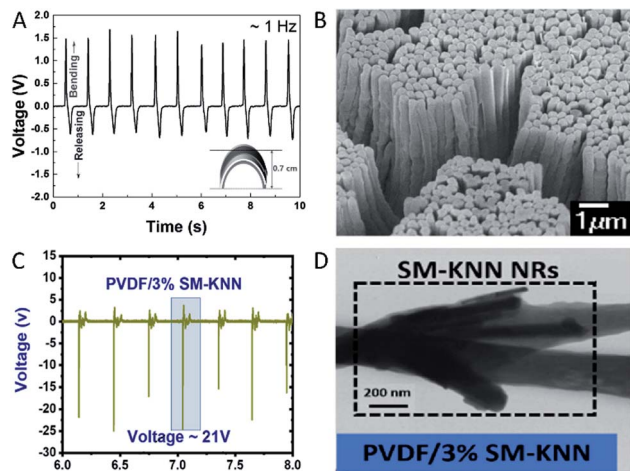 A
~ 1 Hz
2.0
1.5
1.0
0.5
0.0
-0.5
-1.0
-1.5
-2.0
Voltage (V)
Bending
Releasing
0.7 cm
0 2 4 6 8 10
Time (s)
B
1μm
C
15
10
5
0
-5
-10
-15
-20
-25
-30
Voltage (v)
PVDF/3% SM-KNN
Voltage ~ 21V
6.0 6.5 7.0 7.5 8.0
D
SM-KNN NRs
200 nm
PVDF/3% SM-KNN